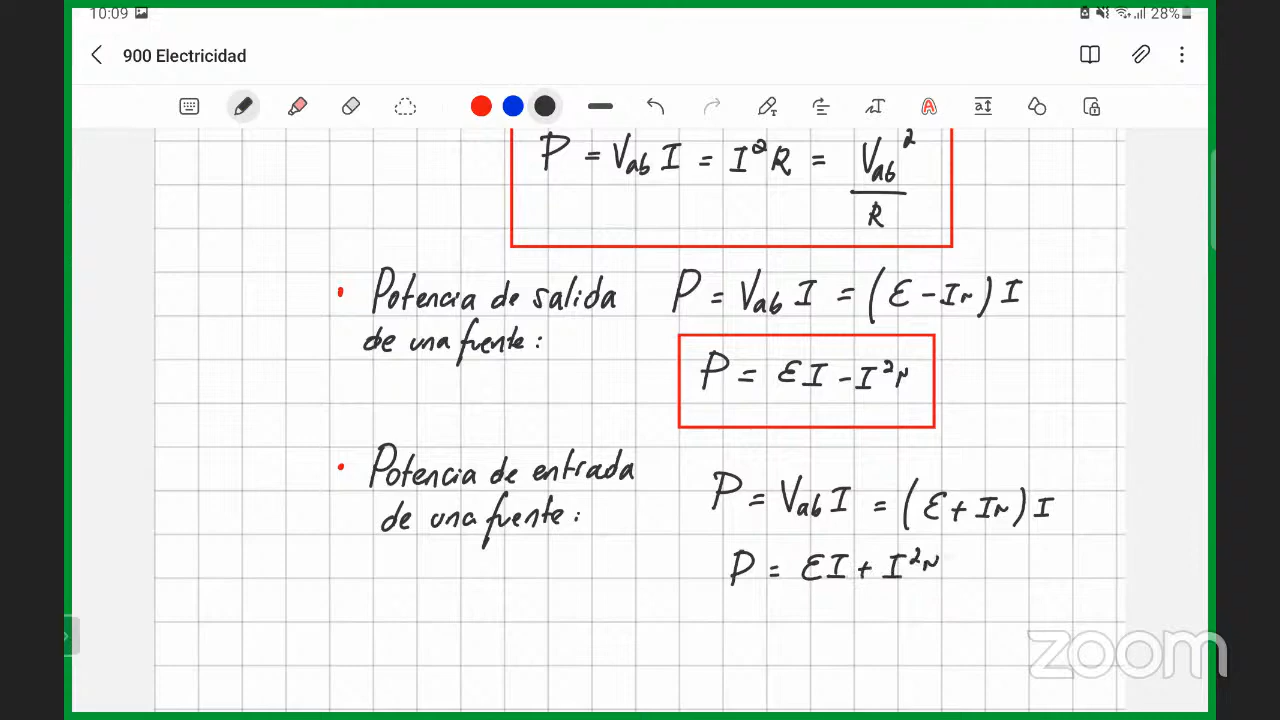 10:09
28%
900 Electricidad
P = Vab I = I²R = Vab² / R
• Potencia de salida P = Vab I = (ε - Ir) I
de una fuente:
P = εI - I²r
• Potencia de entrada P = Vab I = (ε + Ir) I
de una fuente:
P = εI + I²r
zoom